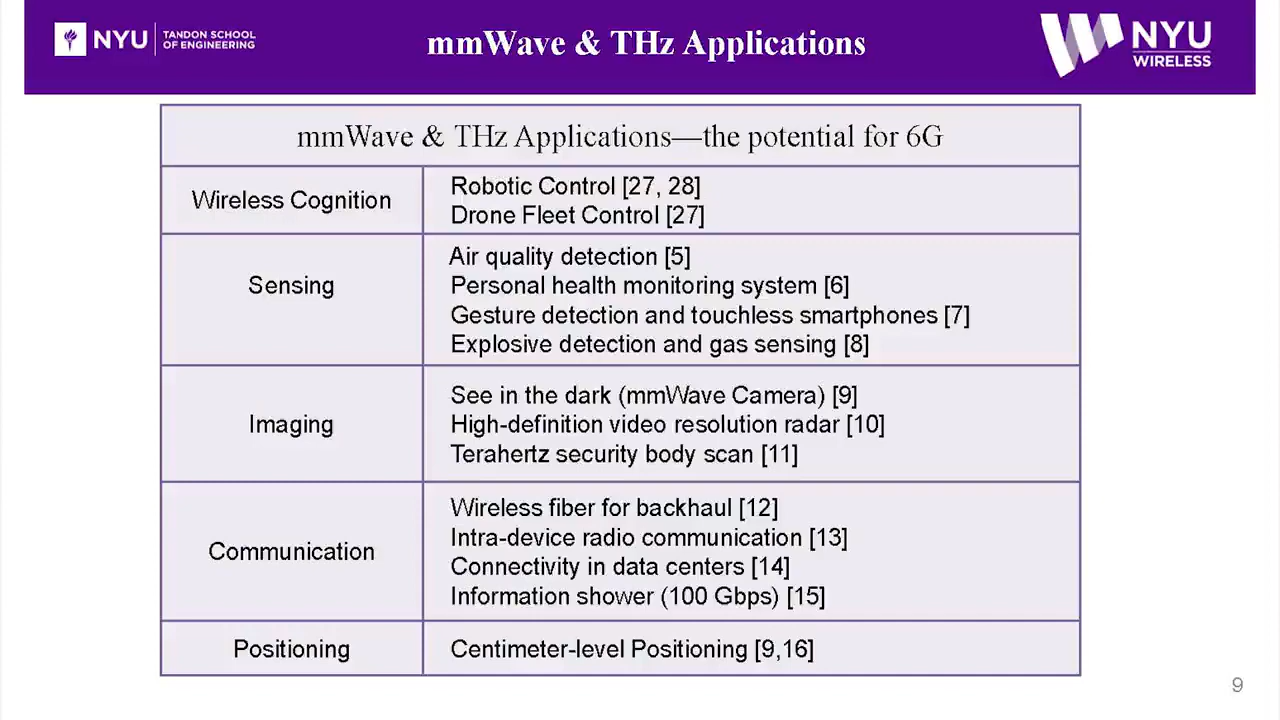 NYU
TANDON SCHOOL
OF ENGINEERING
mmWave & THz Applications
NYU
WIRELESS
mmWave & THz Applications—the potential for 6G
Wireless Cognition
Robotic Control [27, 28]
Drone Fleet Control [27]
Sensing
Air quality detection [5]
Personal health monitoring system [6]
Gesture detection and touchless smartphones [7]
Explosive detection and gas sensing [8]
Imaging
See in the dark (mmWave Camera) [9]
High-definition video resolution radar [10]
Terahertz security body scan [11]
Communication
Wireless fiber for backhaul [12]
Intra-device radio communication [13]
Connectivity in data centers [14]
Information shower (100 Gbps) [15]
Positioning
Centimeter-level Positioning [9,16]
9